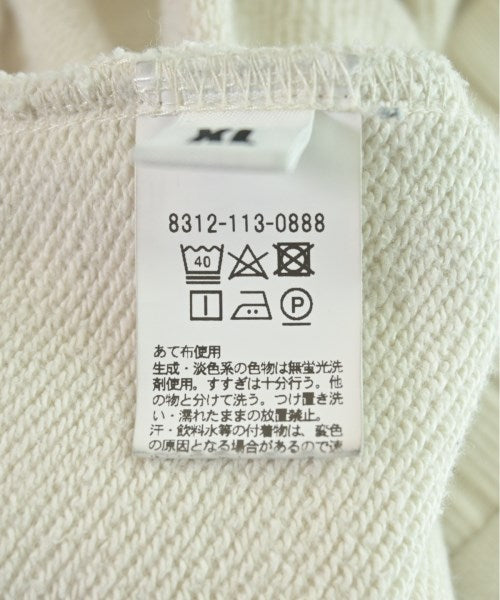 XL
8312-113-0888
40
P
あて布使用
生成・淡色系の色物は無蛍光洗
剤使用。すすぎは十分行う。他
の物と分けて洗う。つけ置き洗
い・濡れたままの放置禁止。
汗・飲料水等の付着物は、変色
の原因となる場合があるので速